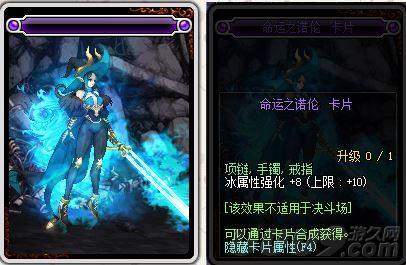 命运之诺伦 卡片
命运之诺伦 卡片
升级 0 / 1
项链, 手镯, 戒指
冰属性强化 +8 (上限：+10)
[该效果不适用于决斗场]
可以通过卡片合成获得。
隐藏卡片属性(F4)
游久网